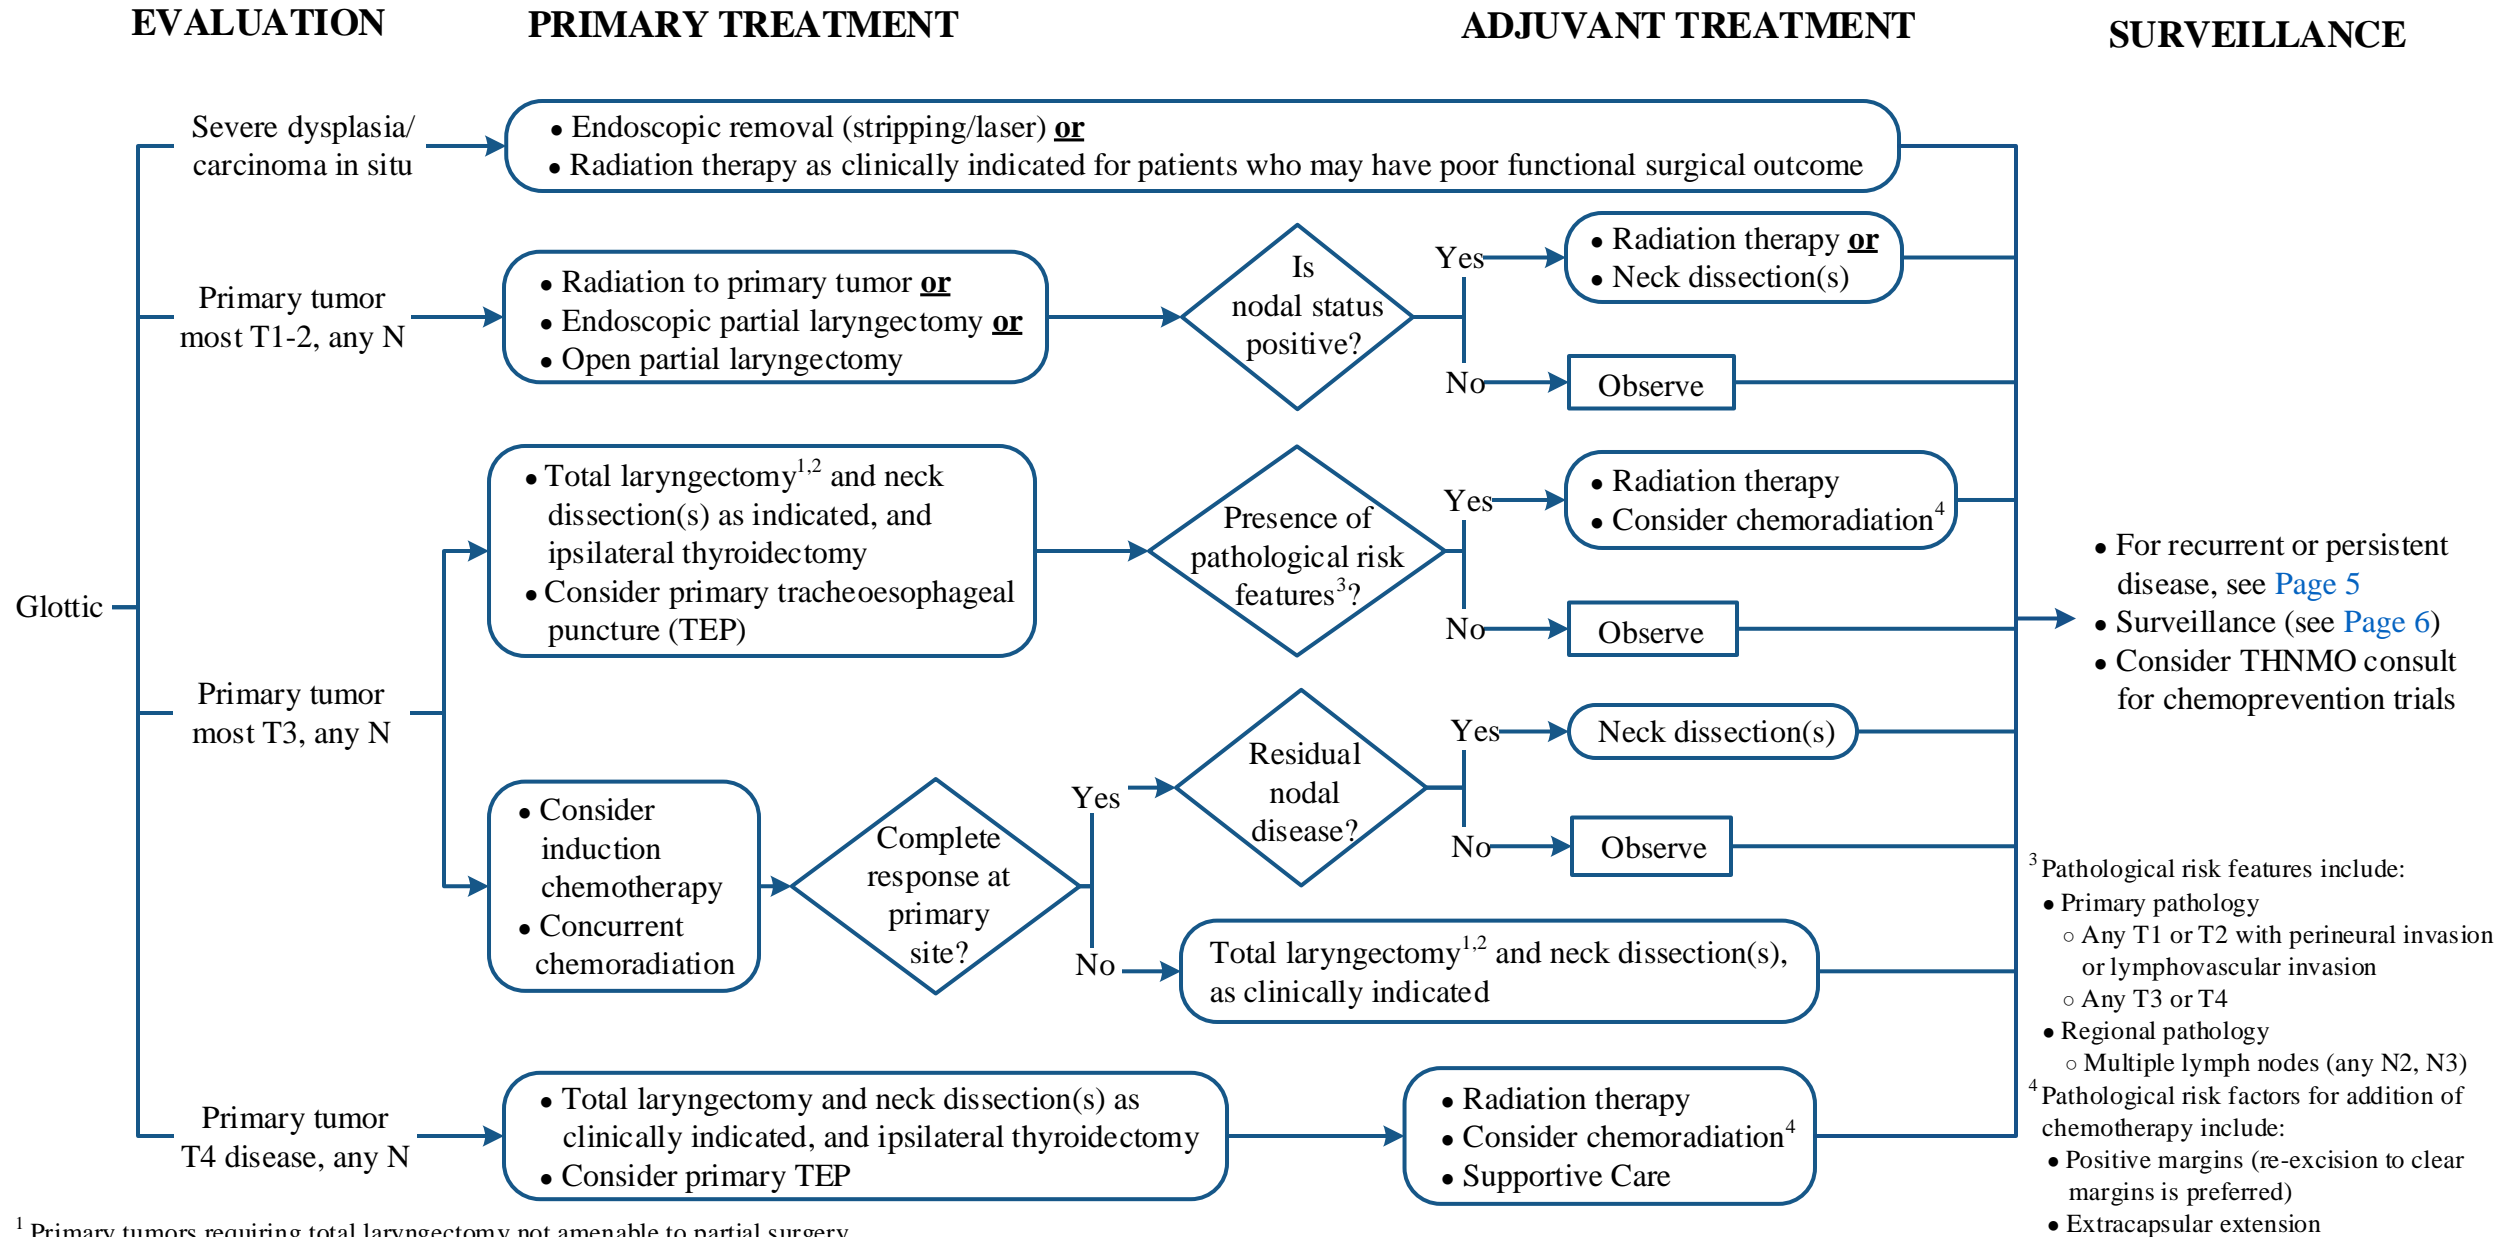 EVALUATION
PRIMARY TREATMENT
ADJUVANT TREATMENT
SURVEILLANCE
Glottic
Severe dysplasia/
carcinoma in situ
● Endoscopic removal (stripping/laser) or
● Radiation therapy as clinically indicated for patients who may have poor functional surgical outcome
Primary tumor
most T1-2, any N
● Radiation to primary tumor or
● Endoscopic partial laryngectomy or
● Open partial laryngectomy
Is
nodal status
positive?
Yes
● Radiation therapy or
● Neck dissection(s)
No
Observe
Primary tumor
most T3, any N
● Total laryngectomy1,2 and neck
dissection(s) as indicated, and
ipsilateral thyroidectomy
● Consider primary tracheoesophageal
puncture (TEP)
Presence of
pathological risk
features3?
Yes
● Radiation therapy
● Consider chemoradiation4
No
Observe
● Consider
induction
chemotherapy
● Concurrent
chemoradiation
Complete
response at
primary
site?
Yes
Residual
nodal
disease?
Yes
Neck dissection(s)
No
Observe
No
Total laryngectomy1,2 and neck dissection(s),
as clinically indicated
Primary tumor
T4 disease, any N
● Total laryngectomy and neck dissection(s) as
clinically indicated, and ipsilateral thyroidectomy
● Consider primary TEP
● Radiation therapy
● Consider chemoradiation4
● Supportive Care
● For recurrent or persistent
disease, see Page 5
● Surveillance (see Page 6)
● Consider THNMO consult
for chemoprevention trials
3 Pathological risk features include:
● Primary pathology
○ Any T1 or T2 with perineural invasion
or lymphovascular invasion
○ Any T3 or T4
● Regional pathology
○ Multiple lymph nodes (any N2, N3)
4 Pathological risk factors for addition of
chemotherapy include:
● Positive margins (re-excision to clear
margins is preferred)
● Extracapsular extension
1 Primary tumors requiring total laryngectomy not amenable to partial surgery